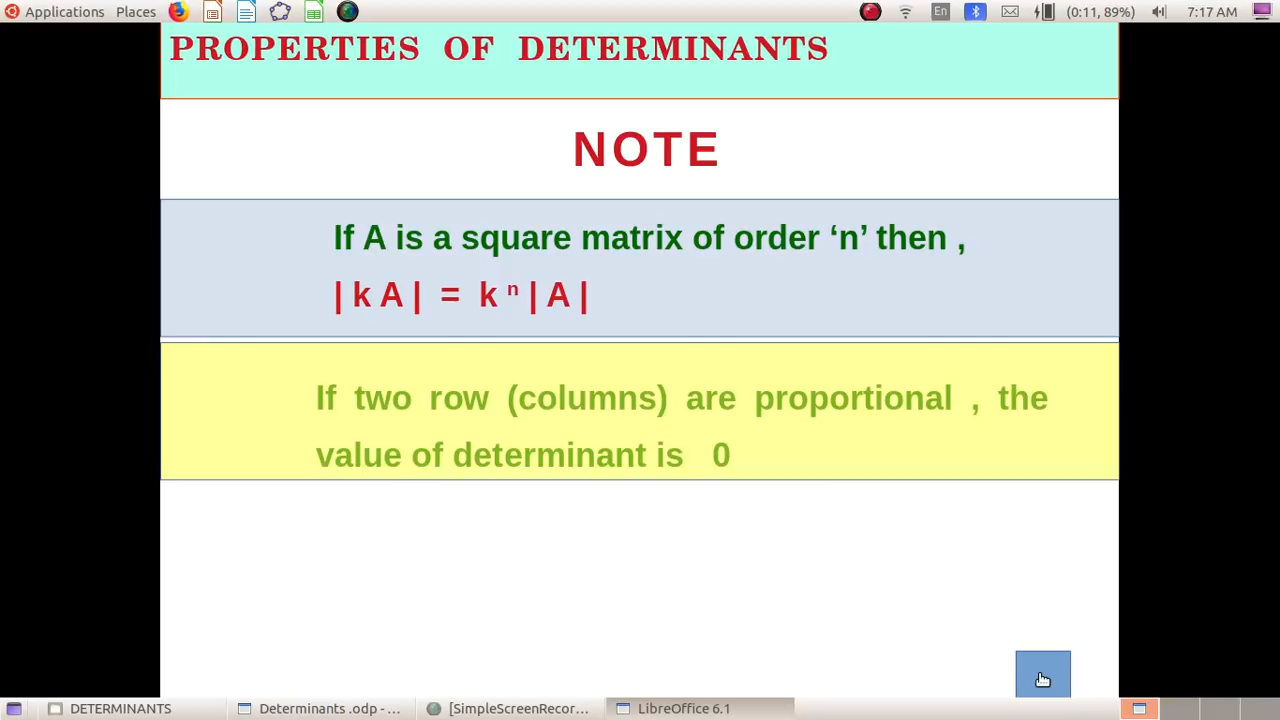 Applications Places En (0:11, 89%) 7:17 AM
PROPERTIES OF DETERMINANTS
NOTE
If A is a square matrix of order ‘n’ then ,
| k A | = k ⁿ | A |
If two row (columns) are proportional , the
value of determinant is 0
DETERMINANTS Determinants .odp - ... [SimpleScreenRecor... LibreOffice 6.1